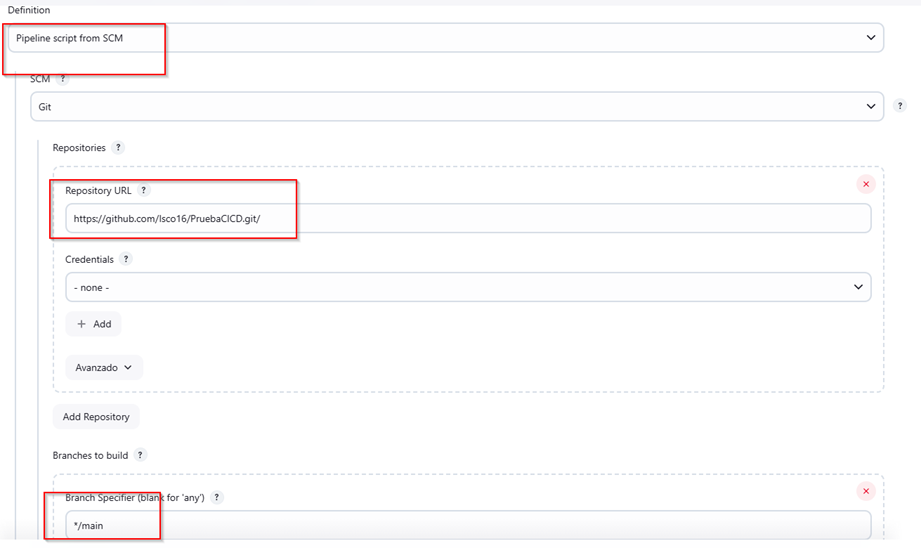 Definition
Pipeline script from SCM
SCM ?
Git
?
Repositories ?
Repository URL ?
https://github.com/lsco16/PruebaCICD.git/
Credentials ?
- none -
+ Add
Avanzado
Add Repository
Branches to build ?
Branch Specifier (blank for 'any') ?
*/main